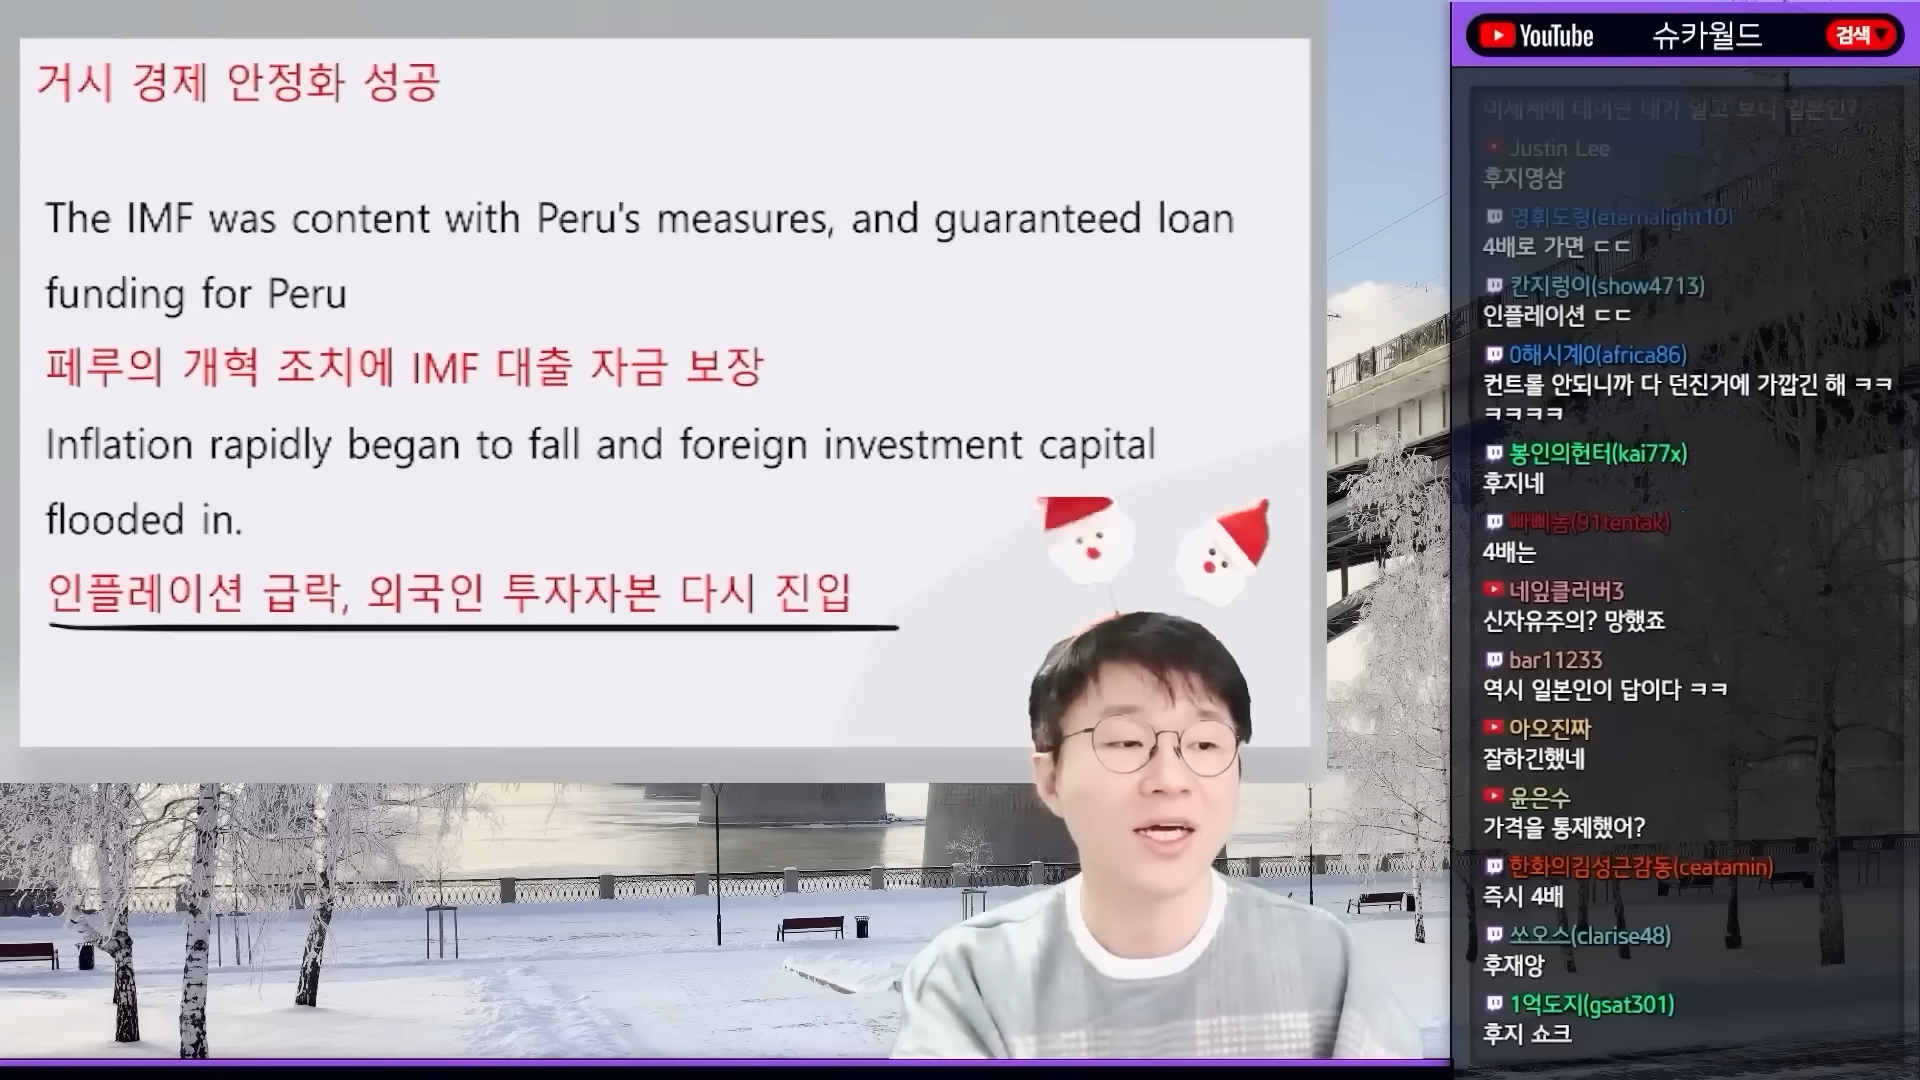 거시 경제 안정화 성공
The IMF was content with Peru's measures, and guaranteed loan
funding for Peru
페루의 개혁 조치에 IMF 대출 자금 보장
Inflation rapidly began to fall and foreign investment capital
flooded in.
인플레이션 급락, 외국인 투자자본 다시 진입
YouTube 슈카월드 검색
Justin Lee
후지영삼
영휘도령(eternalight10)
4배로 가면 ㄷㄷ
칸지렁이(show4713)
인플레이션 ㄷㄷ
0해시계0(africa86)
컨트롤 안되니까 다 던진거에 가깝긴 해 ㅋㅋ
ㅋㅋㅋㅋ
봉인의헌터(kai77x)
후지네
빠삐놈(91tentak)
4배는
네잎클러버3
신자유주의? 망했죠
bar11233
역시 일본인이 답이다 ㅋㅋ
아오진짜
잘하긴했네
윤은수
가격을 통제했어?
한화의김성근감동(ceatamin)
즉시 4배
쏘오스(clarise48)
후재앙
1억도지(gsat301)
후지 쇼크